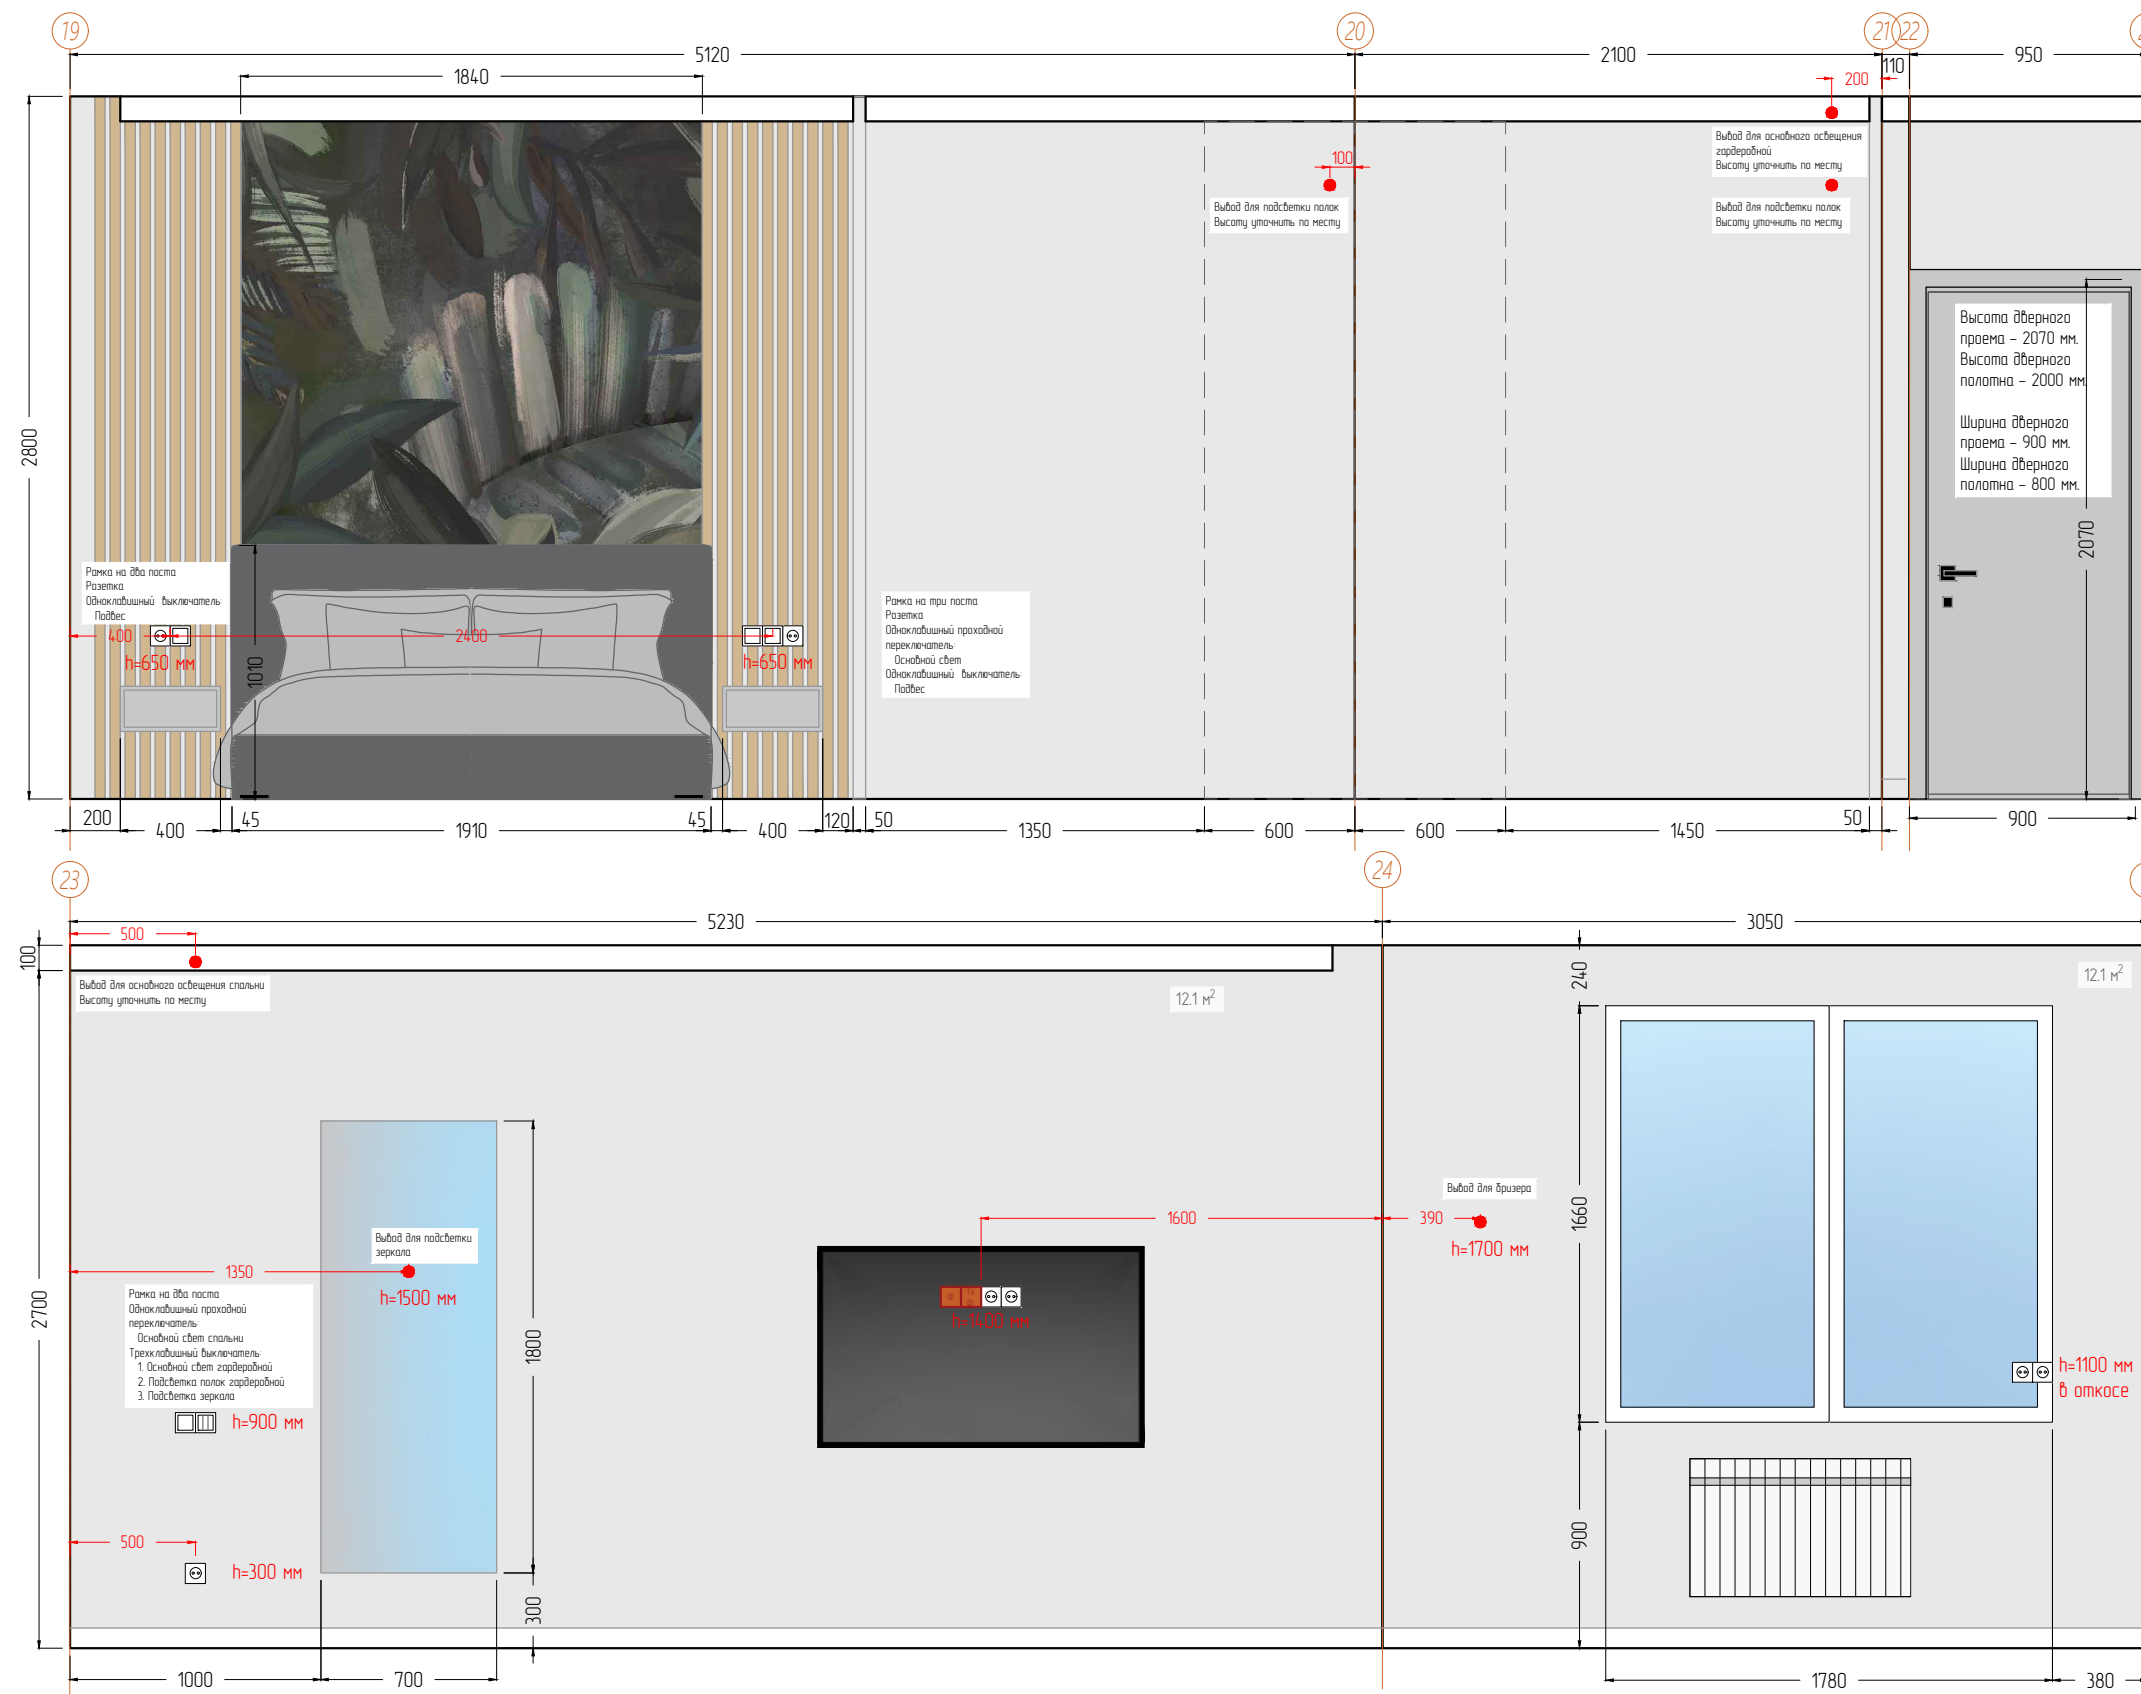 19
20
21
22
5120
2100
950
110
1840
200
Вывод для основного освещения
гардеробной
Высоту уточнить по месту
100
Вывод для подсветки полок
Высоту уточнить по месту
Вывод для подсветки полок
Высоту уточнить по месту
Высота дверного
проема - 2070 мм.
Высота дверного
полотна - 2000 мм.
Ширина дверного
проема - 900 мм.
Ширина дверного
полотна - 800 мм.
2800
2070
Рамка на два поста
Розетка
Одноклавишный выключатель:
Подвес
400
2400
h=650 мм
h=650 мм
1010
Рамка на три поста
Розетка
Одноклавишный проходной
переключатель:
Основной свет
Одноклавишный выключатель:
Подвес
200
400
45
1910
45
400
120
50
1350
600
600
1450
50
900
23
24
5230
3050
500
100
240
12.1 м²
12.1 м²
Вывод для основного освещения спальни
Высоту уточнить по месту
Вывод для бризера
1600
390
h=1700 мм
1660
Вывод для подсветки
зеркала
1350
h=1500 мм
Рамка на два поста
Одноклавишный проходной
переключатель:
Основной свет спальни
Трехклавишный выключатель:
1. Основной свет гардеробной
2. Подсветка полок гардеробной
3. Подсветка зеркала
TV
h=1400 мм
2700
1800
h=1100 мм
в откосе
h=900 мм
500
h=300 мм
300
900
1000
700
1780
380